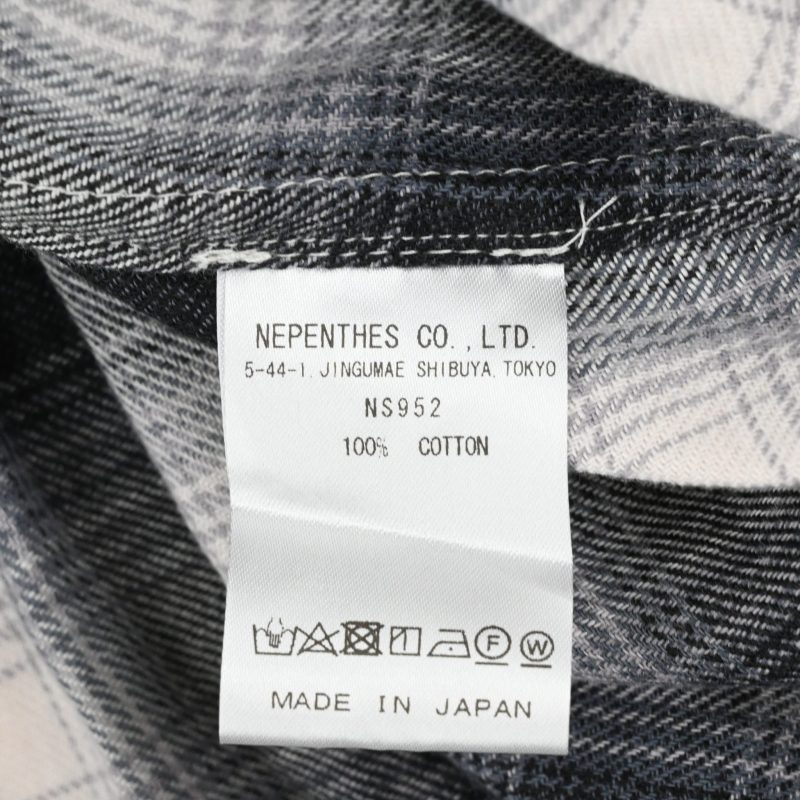 NEPENTHES CO.,LTD.
5-44-1, JINGUMAE SHIBUYA, TOKYO
NS952
100% COTTON
F W
MADE IN JAPAN